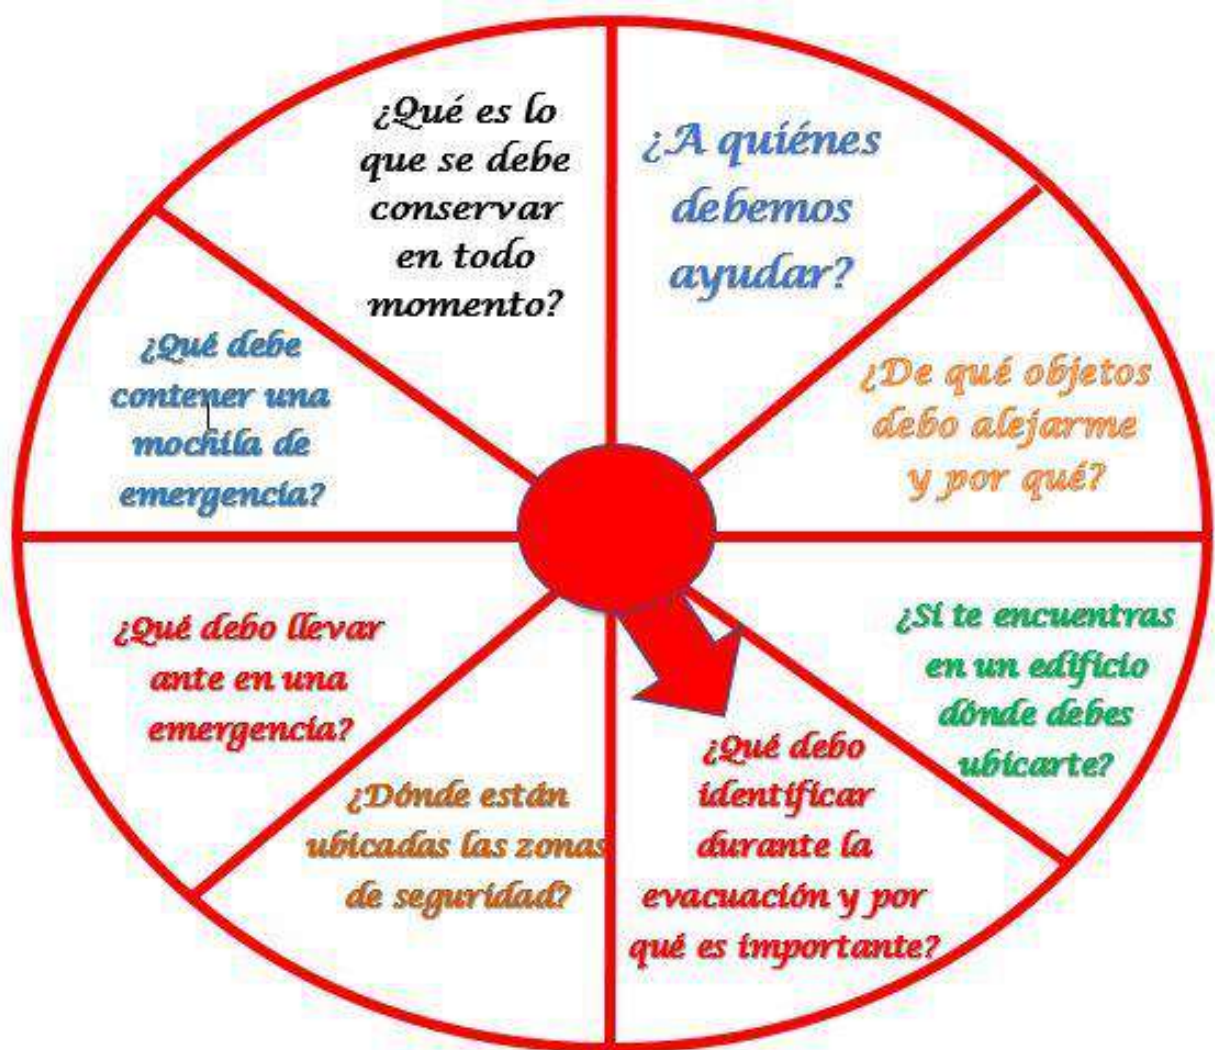 ¿Qué es lo
que se debe
conservar
en todo
momento?
¿A quiénes
debemos
ayudar?
¿De qué objetos
debo alejarme
y por qué?
¿Si te encuentras
en un edificio
dónde debes
ubicarte?
¿Qué debo
identificar
durante la
evacuación y por
qué es importante?
¿Dónde están
ubicadas las zonas
de seguridad?
¿Qué debo llevar
ante en una
emergencia?
¿Qué debe
contener una
mochila de
emergencia?